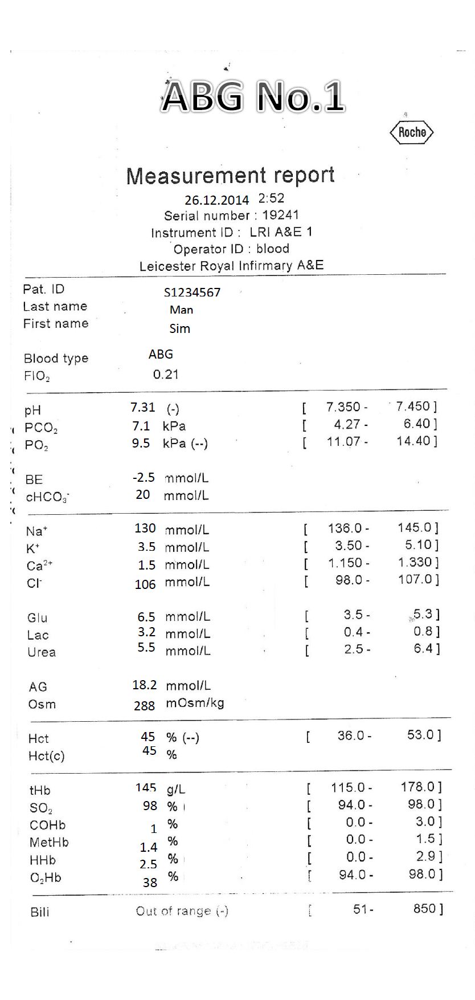 ABG No.1
Roche
Measurement report
26.12.2014 2:52
Serial number : 19241
Instrument ID : LRI A&E 1
Operator ID : blood
Leicester Royal Infirmary A&E
Pat. ID S1234567
Last name Man
First name Sim
Blood type ABG
FIO₂ 0.21
pH 7.31 (-) [ 7.350 - 7.450 ]
PCO₂ 7.1 kPa [ 4.27 - 6.40 ]
PO₂ 9.5 kPa (--) [ 11.07 - 14.40 ]
BE -2.5 mmol/L
cHCO₃⁻ 20 mmol/L
Na⁺ 130 mmol/L [ 136.0 - 145.0 ]
K⁺ 3.5 mmol/L [ 3.50 - 5.10 ]
Ca²⁺ 1.5 mmol/L [ 1.150 - 1.330 ]
Cl⁻ 106 mmol/L [ 98.0 - 107.0 ]
Glu 6.5 mmol/L [ 3.5 - 5.3 ]
Lac 3.2 mmol/L [ 0.4 - 0.8 ]
Urea 5.5 mmol/L [ 2.5 - 6.4 ]
AG 18.2 mmol/L
Osm 288 mOsm/kg
Hct 45 % (--) [ 36.0 - 53.0 ]
Hct(c) 45 %
tHb 145 g/L [ 115.0 - 178.0 ]
SO₂ 98 % [ 94.0 - 98.0 ]
COHb 1 % [ 0.0 - 3.0 ]
MetHb 1.4 % [ 0.0 - 1.5 ]
HHb 2.5 % [ 0.0 - 2.9 ]
O₂Hb 38 % [ 94.0 - 98.0 ]
Bili Out of range (-) [ 51 - 850 ]